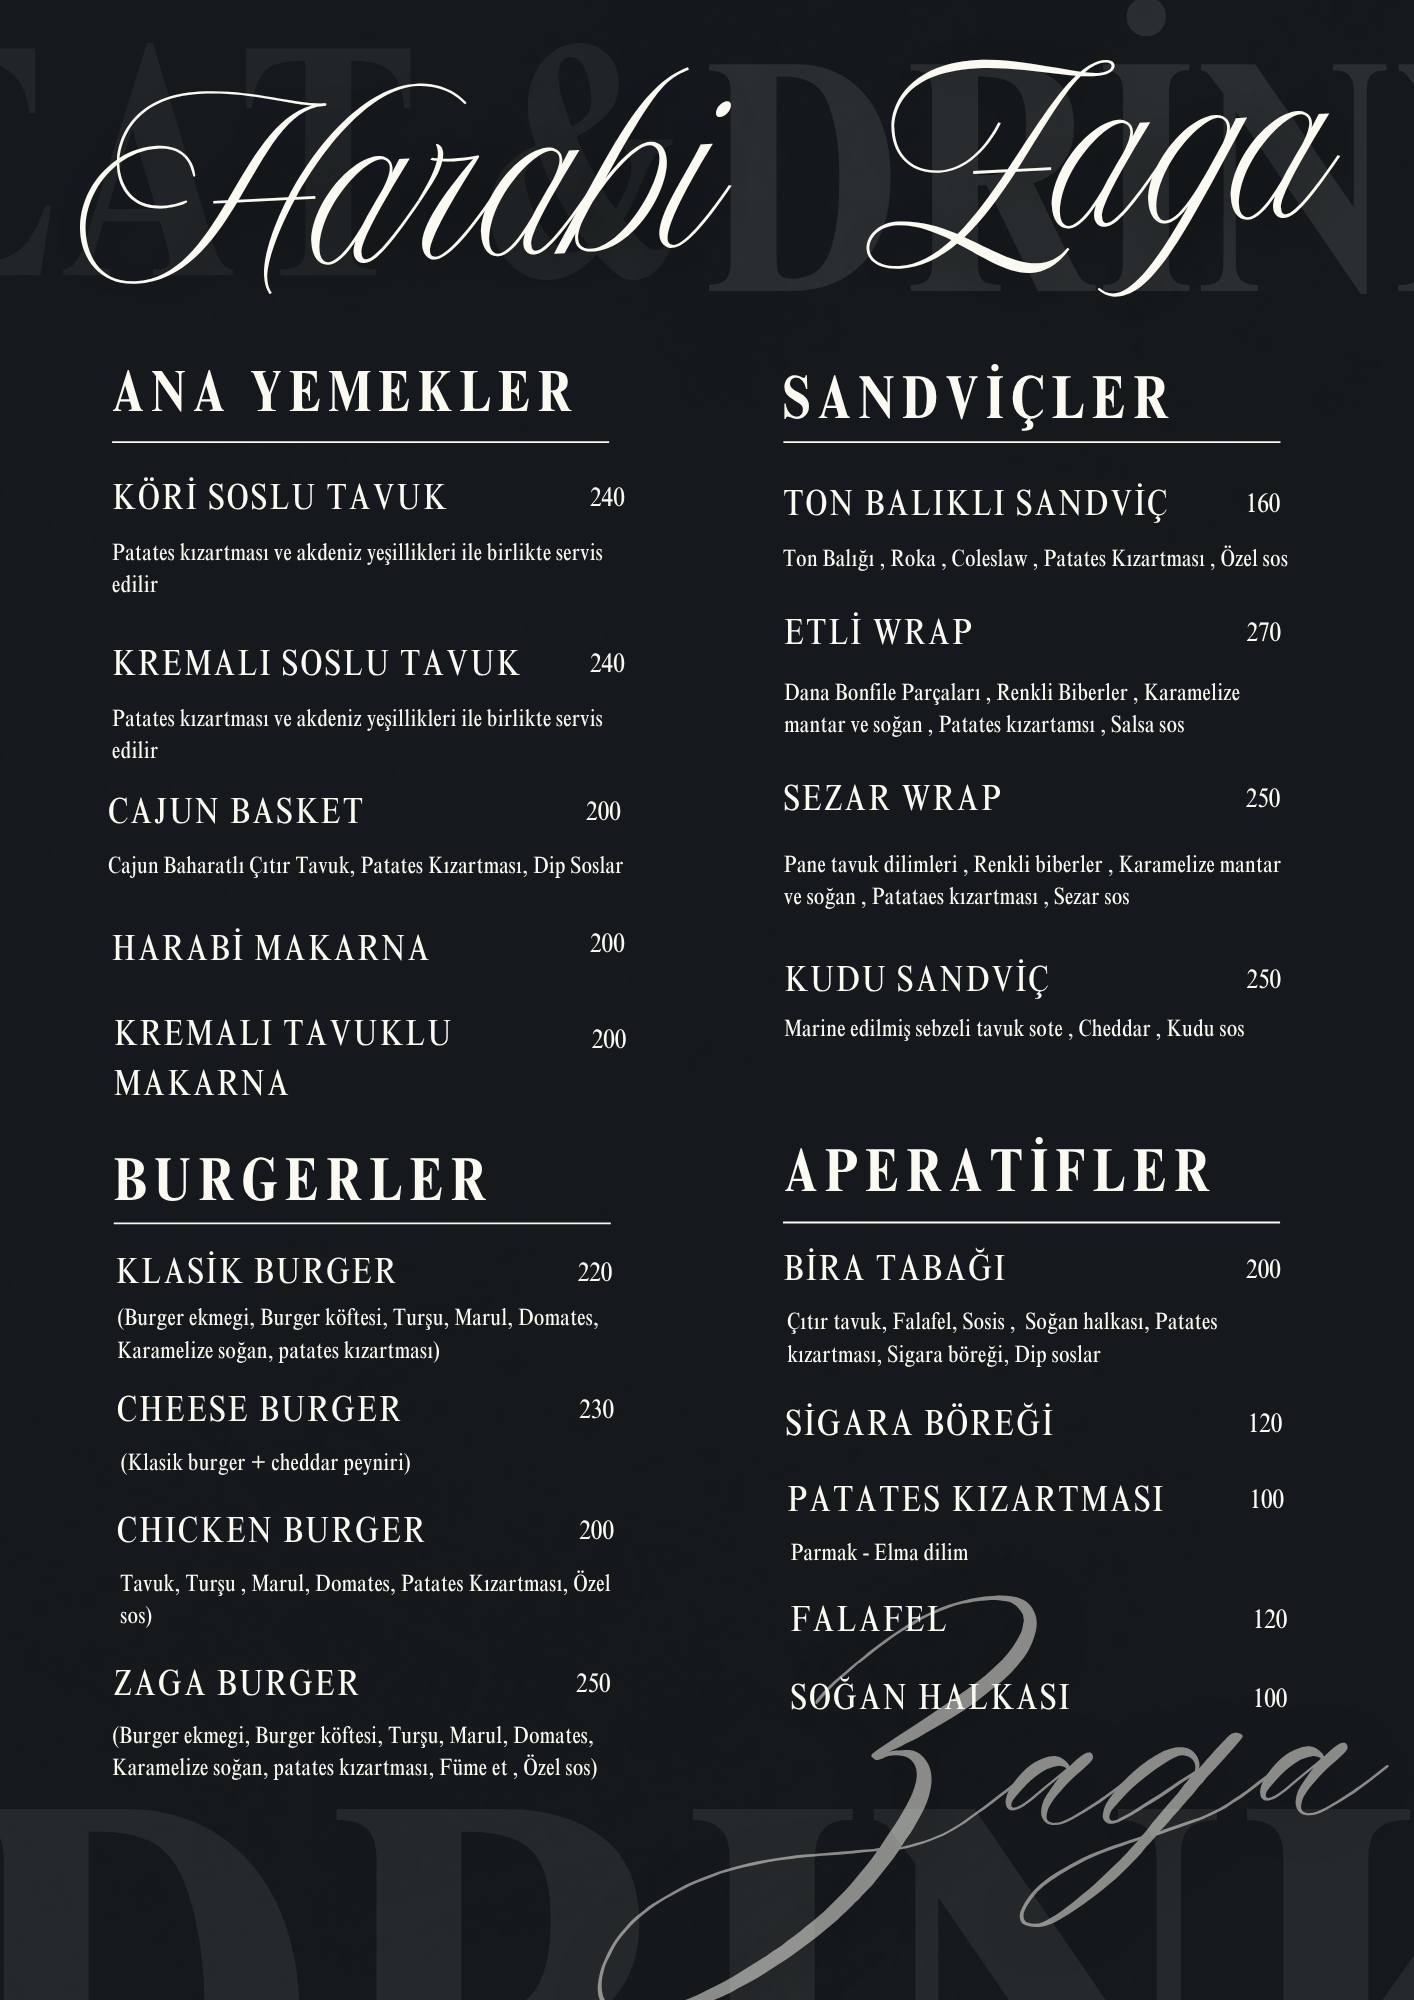 EAT & DRİNK
Harabi Zaga
ANA YEMEKLER
KÖRİ SOSLU TAVUK 240
Patates kızartması ve akdeniz yeşillikleri ile birlikte servis
edilir
KREMALI SOSLU TAVUK 240
Patates kızartması ve akdeniz yeşillikleri ile birlikte servis
edilir
CAJUN BASKET 200
Cajun Baharatlı Çıtır Tavuk, Patates Kızartması, Dip Soslar
HARABİ MAKARNA 200
KREMALI TAVUKLU 200
MAKARNA
BURGERLER
KLASİK BURGER 220
(Burger ekmegi, Burger köftesi, Turşu, Marul, Domates,
Karamelize soğan, patates kızartması)
CHEESE BURGER 230
(Klasik burger + cheddar peyniri)
CHICKEN BURGER 200
Tavuk, Turşu , Marul, Domates, Patates Kızartması, Özel
sos)
ZAGA BURGER 250
(Burger ekmegi, Burger köftesi, Turşu, Marul, Domates,
Karamelize soğan, patates kızartması, Füme et , Özel sos)
SANDVİÇLER
TON BALIKLI SANDVİÇ 160
Ton Balığı , Roka , Coleslaw , Patates Kızartması , Özel sos
ETLİ WRAP 270
Dana Bonfile Parçaları , Renkli Biberler , Karamelize
mantar ve soğan , Patates kızartamsı , Salsa sos
SEZAR WRAP 250
Pane tavuk dilimleri , Renkli biberler , Karamelize mantar
ve soğan , Patataes kızartması , Sezar sos
KUDU SANDVİÇ 250
Marine edilmiş sebzeli tavuk sote , Cheddar , Kudu sos
APERATİFLER
BİRA TABAĞI 200
Çıtır tavuk, Falafel, Sosis , Soğan halkası, Patates
kızartması, Sigara böreği, Dip soslar
SİGARA BÖREĞİ 120
PATATES KIZARTMASI 100
Parmak - Elma dilim
FALAFEL 120
SOĞAN HALKASI 100
Zaga
DRINK